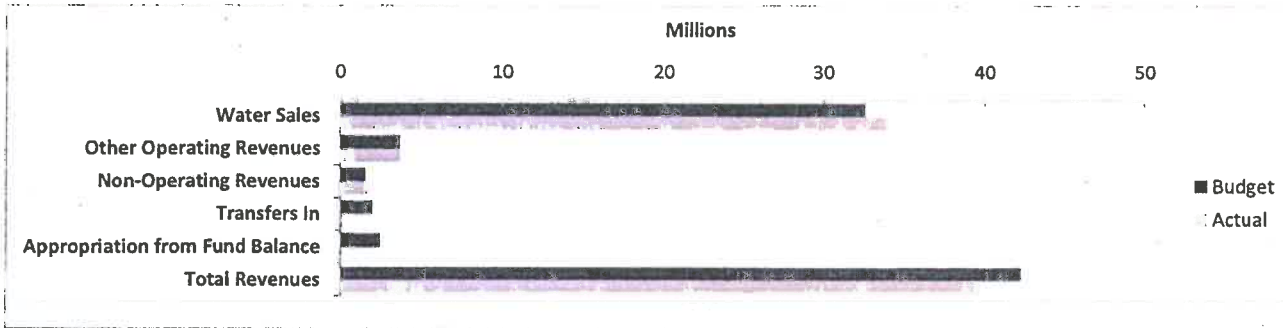 Millions
0 10 20 30 40 50
Water Sales
Other Operating Revenues
Non-Operating Revenues
Transfers In
Appropriation from Fund Balance
Total Revenues
Budget
Actual